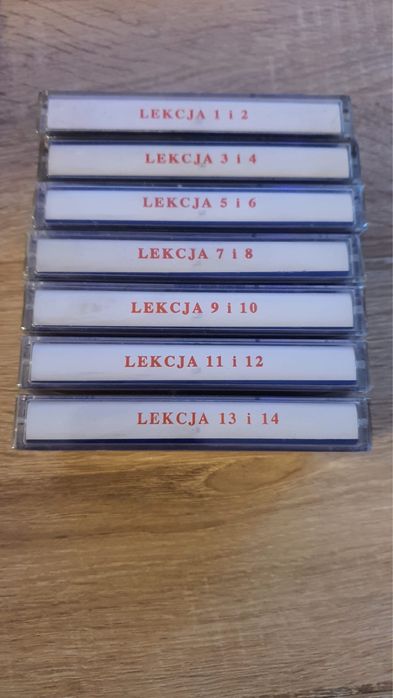 LEKCJA 1 i 2
LEKCJA 3 i 4
LEKCJA 5 i 6
LEKCJA 7 i 8
LEKCJA 9 i 10
LEKCJA 11 i 12
LEKCJA 13 i 14